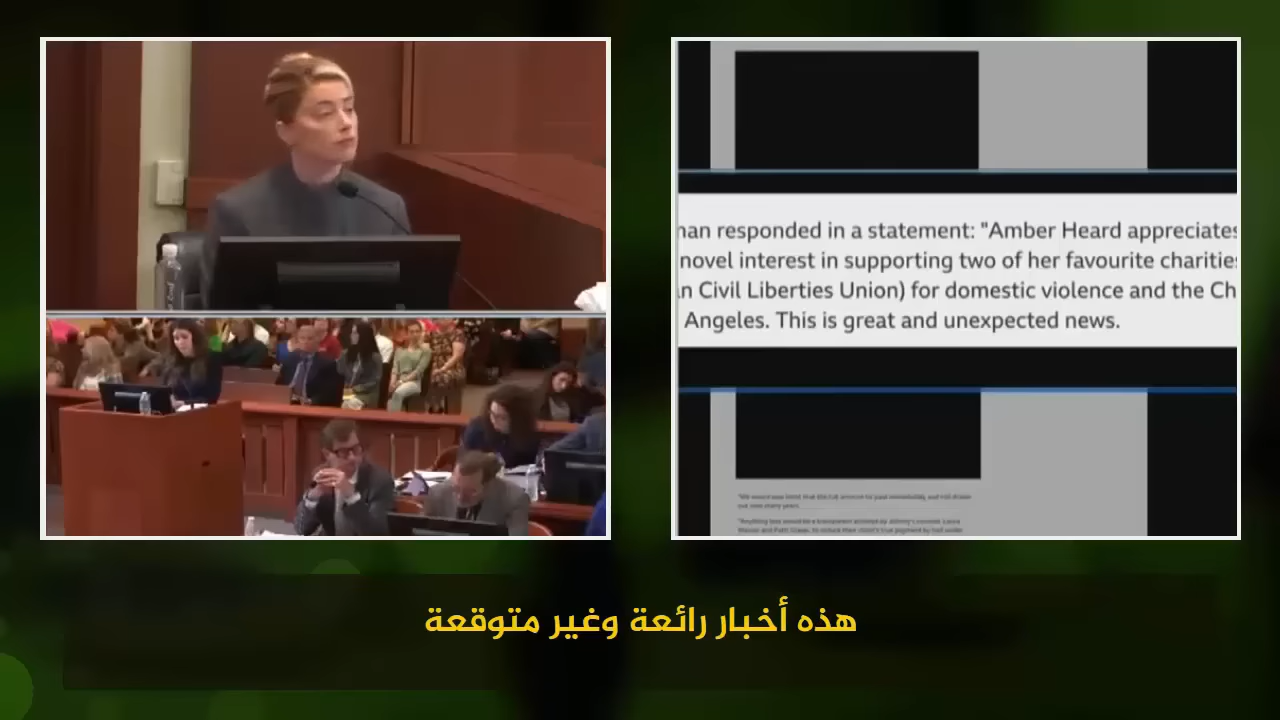 han responded in a statement: "Amber Heard appreciates
novel interest in supporting two of her favourite charities
n Civil Liberties Union) for domestic violence and the Ch
Angeles. This is great and unexpected news.
هذه أخبار رائعة وغير متوقعة